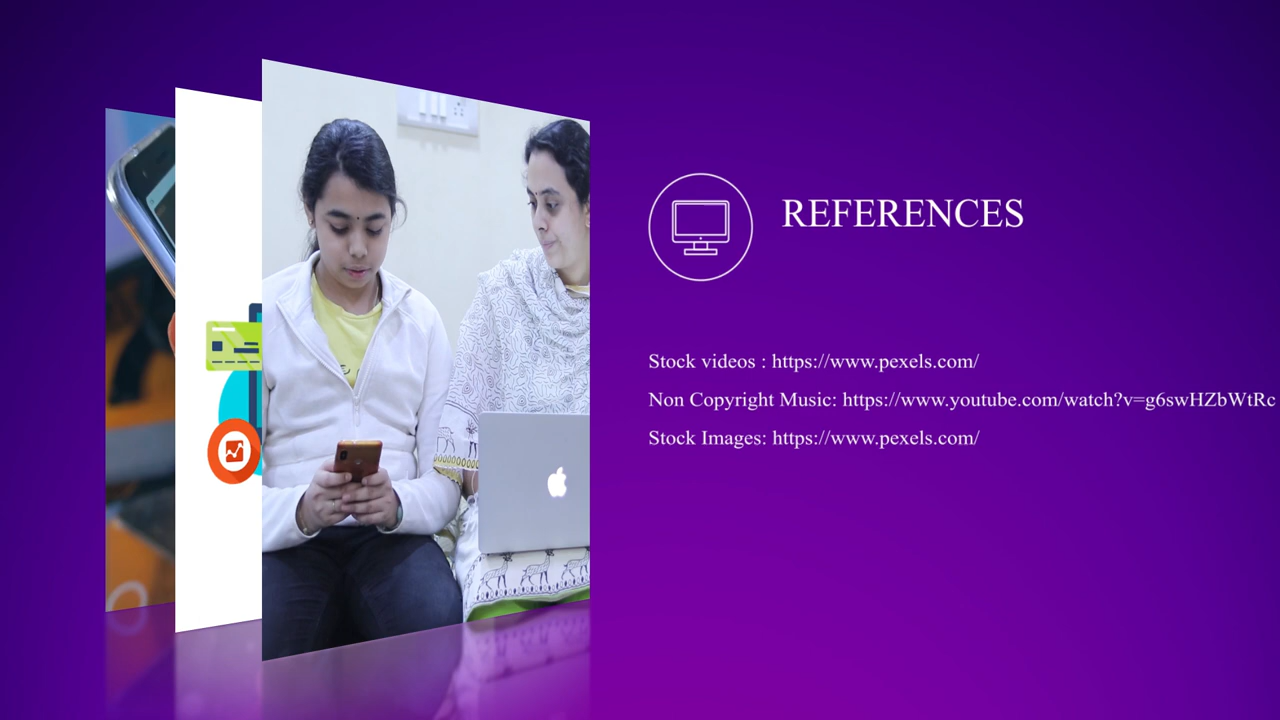 REFERENCES
Stock videos : https://www.pexels.com/
Non Copyright Music: https://www.youtube.com/watch?v=g6swHZbWtRc
Stock Images: https://www.pexels.com/